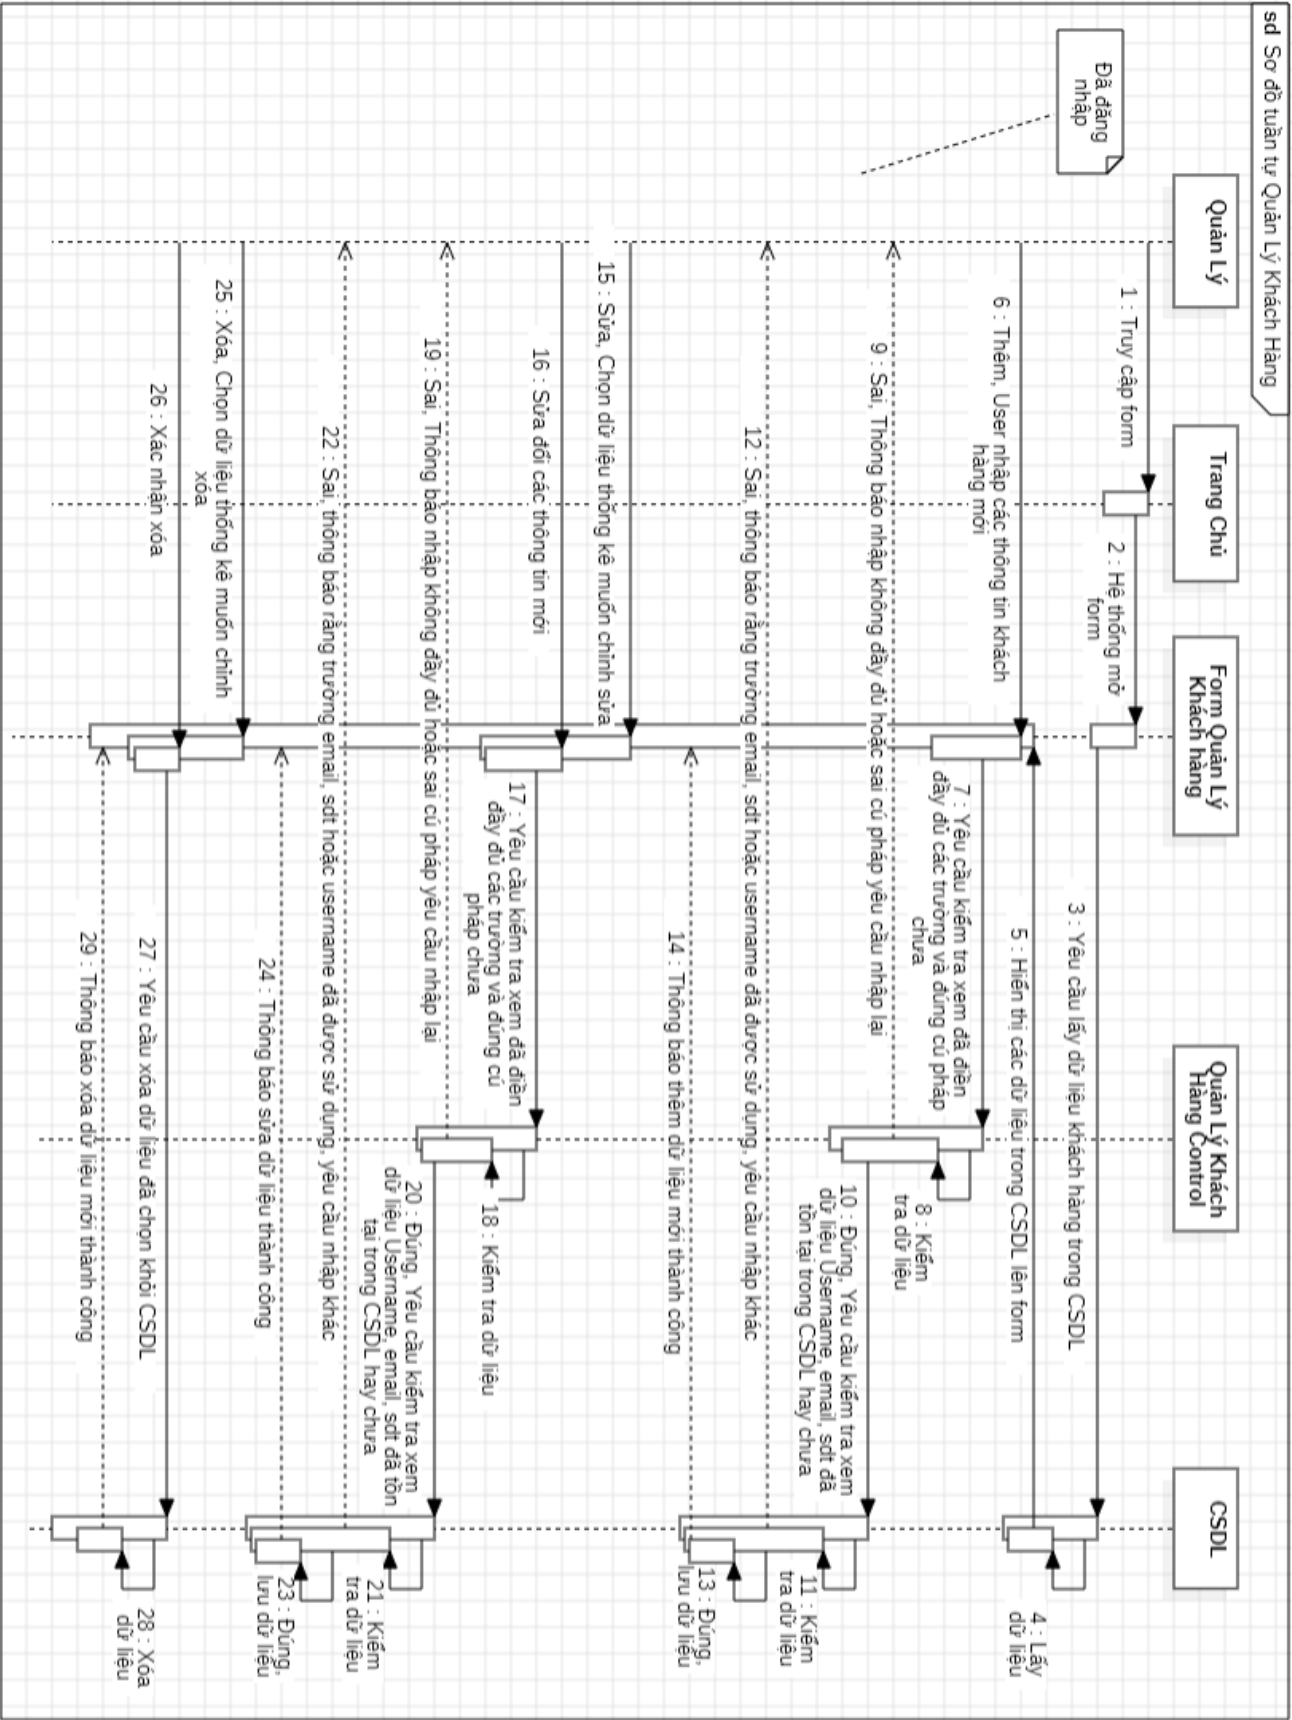 sd Sơ đồ tuần tự Quản Lý Khách Hàng
Đã đăng
nhập
Quản Lý
Trang Chủ
Form Quản Lý
Khách hàng
Quản Lý Khách
Hàng Control
CSDL
1 : Truy cập form
2 : Hệ thống mở
form
3 : Yêu cầu lấy dữ liệu khách hàng trong CSDL
4 : Lấy
dữ liệu
5 : Hiển thị các dữ liệu trong CSDL lên form
6 : Thêm, User nhập các thông tin khách
hàng mới
7 : Yêu cầu kiểm tra xem đã điền
đầy đủ các trường và đúng cú pháp
chưa
8 : Kiểm
tra dữ liệu
9 : Sai, Thông báo nhập không đầy đủ hoặc sai cú pháp yêu cầu nhập lại
10 : Đúng, Yêu cầu kiểm tra xem
dữ liệu Username, email, sdt đã
tồn tại trong CSDL hay chưa
11 : Kiểm
tra dữ liệu
12 : Sai, thông báo rằng trường email, sdt hoặc username đã được sử dụng, yêu cầu nhập khác
13 : Đúng,
lưu dữ liệu
14 : Thông báo thêm dữ liệu mới thành công
15 : Sửa, Chọn dữ liệu thống kê muốn chỉnh sửa
16 : Sửa đổi các thông tin mới
17 : Yêu cầu kiểm tra xem đã điền
đầy đủ các trường và đúng cú
pháp chưa
18 : Kiểm tra dữ liệu
19 : Sai, Thông báo nhập không đầy đủ hoặc sai cú pháp yêu cầu nhập lại
20 : Đúng, Yêu cầu kiểm tra xem
dữ liệu Username, email, sdt đã tồn
tại trong CSDL hay chưa
21 : Kiểm
tra dữ liệu
22 : Sai, thông báo rằng trường email, sdt hoặc username đã được sử dụng, yêu cầu nhập khác
23 : Đúng,
lưu dữ liệu
24 : Thông báo sửa dữ liệu thành công
25 : Xóa, Chọn dữ liệu thống kê muốn chỉnh
xóa
26 : Xác nhận xóa
27 : Yêu cầu xóa dữ liệu đã chọn khỏi CSDL
28 : Xóa
dữ liệu
29 : Thông báo xóa dữ liệu mới thành công